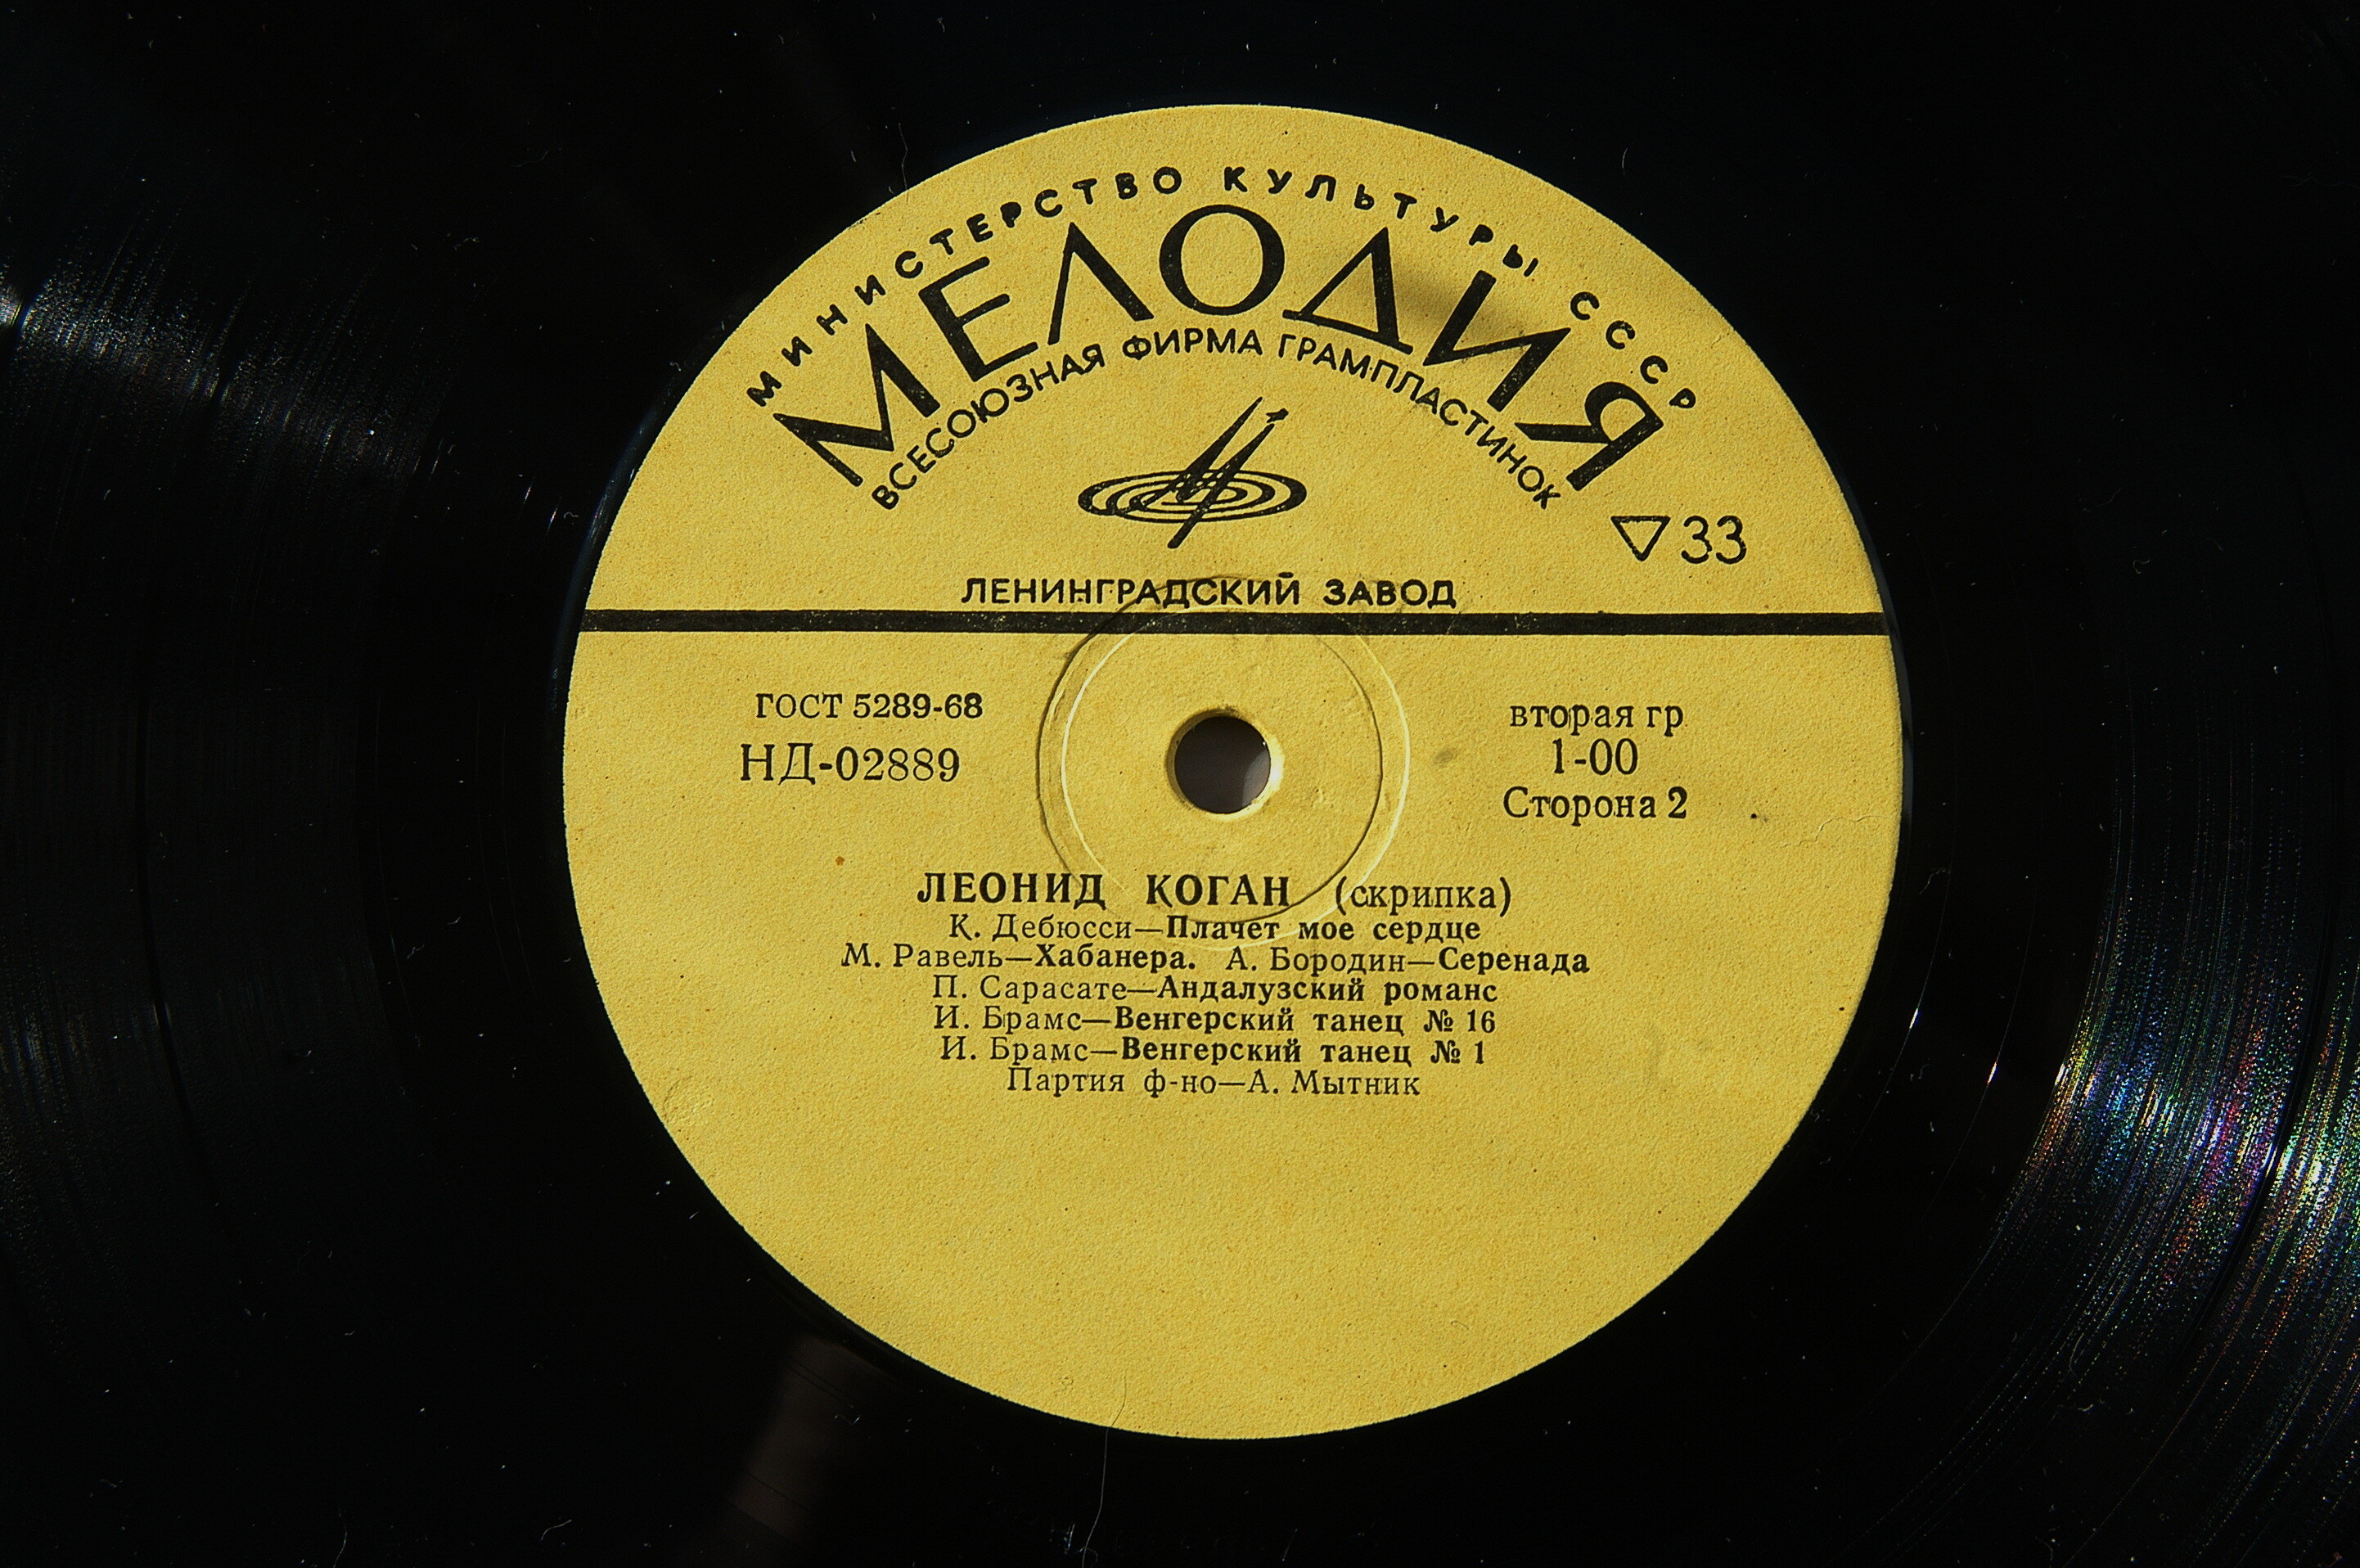 МИНИСТЕРСТВО КУЛЬТУРЫ СССР
МЕЛОДИЯ
ВСЕСОЮЗНАЯ ФИРМА ГРАМПЛАСТИНОК
33
ЛЕНИНГРАДСКИЙ ЗАВОД
ГОСТ 5289-68
НД-02889
вторая гр
1-00
Сторона 2
ЛЕОНИД КОГАН (скрипка)
К. Дебюсси—Плачет мое сердце
М. Равель—Хабанера. А. Бородин—Серенада
П. Сарасате—Андалузский романс
И. Брамс—Венгерский танец № 16
И. Брамс—Венгерский танец № 1
Партия ф-но—А. Мытник